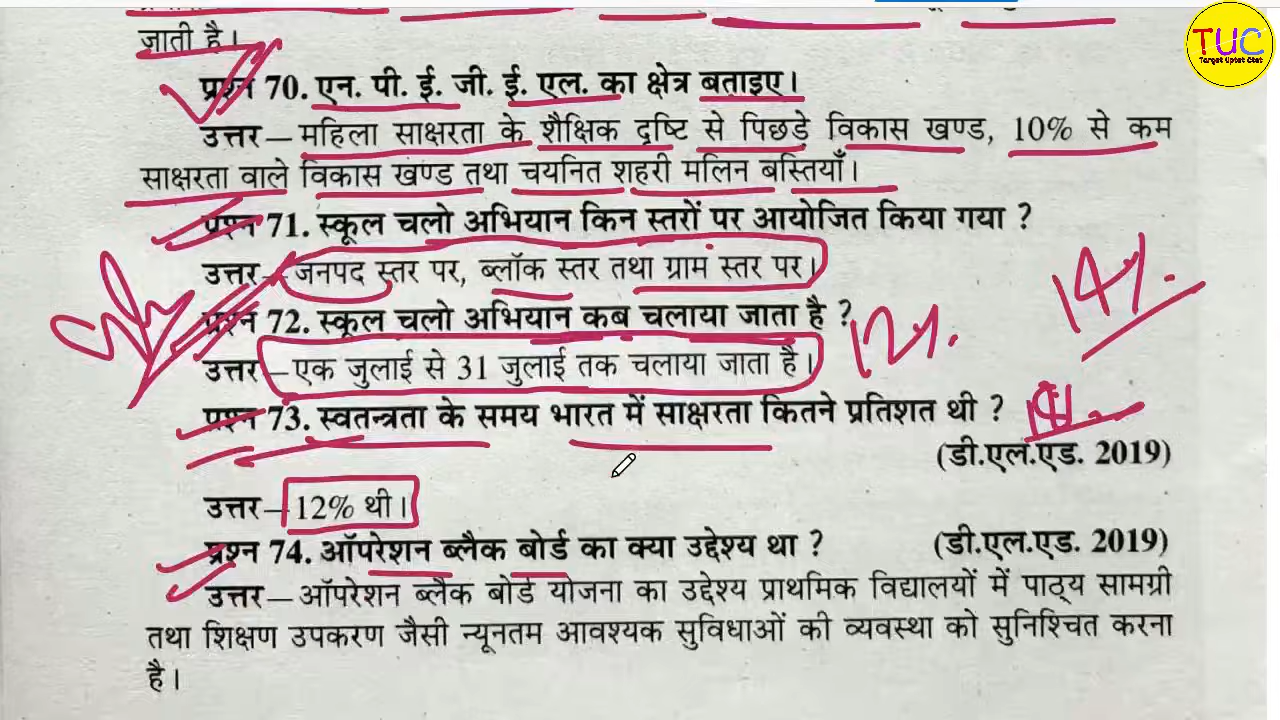 जाती है।
TUC
Target Uptet Ctet
प्रश्न 70. एन. पी. ई. जी. ई. एल. का क्षेत्र बताइए।
उत्तर – महिला साक्षरता के शैक्षिक दृष्टि से पिछड़े विकास खण्ड, 10% से कम
साक्षरता वाले विकास खण्ड तथा चयनित शहरी मलिन बस्तियाँ।
प्रश्न 71. स्कूल चलो अभियान किन स्तरों पर आयोजित किया गया ?
उत्तर – जनपद स्तर पर, ब्लॉक स्तर तथा ग्राम स्तर पर।
14%.
प्रश्न 72. स्कूल चलो अभियान कब चलाया जाता है ?
12%.
उत्तर – एक जुलाई से 31 जुलाई तक चलाया जाता है।
प्रश्न 73. स्वतन्त्रता के समय भारत में साक्षरता कितने प्रतिशत थी ?
(डी.एल.एड. 2019)
उत्तर – 12% थी।
प्रश्न 74. ऑपरेशन ब्लैक बोर्ड का क्या उद्देश्य था ? (डी.एल.एड. 2019)
उत्तर – ऑपरेशन ब्लैक बोर्ड योजना का उद्देश्य प्राथमिक विद्यालयों में पाठ्य सामग्री
तथा शिक्षण उपकरण जैसी न्यूनतम आवश्यक सुविधाओं की व्यवस्था को सुनिश्चित करना
है।